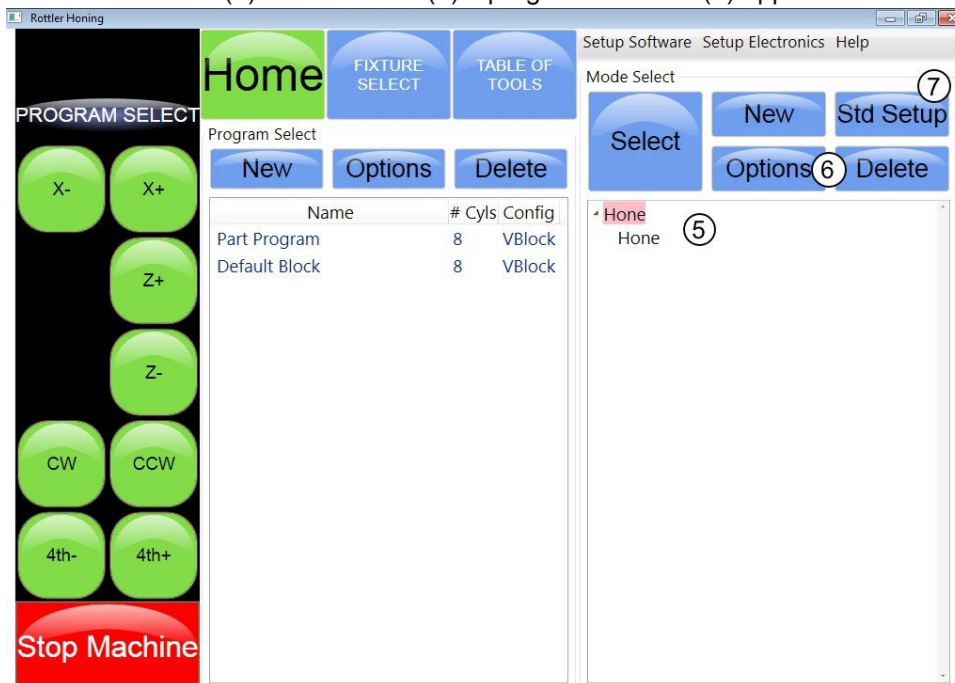 Rottler Honing
PROGRAM SELECT
X-
X+
Z+
Z-
CW
CCW
4th-
4th+
Stop Machine
Home
FIXTURE
SELECT
TABLE OF
TOOLS
Program Select
New
Options
Delete
Name # Cyls Config
Part Program 8 VBlock
Default Block 8 VBlock
Setup Software Setup Electronics Help
Mode Select
7
Select
New
Std Setup
Options
6
Delete
Hone
Hone
5